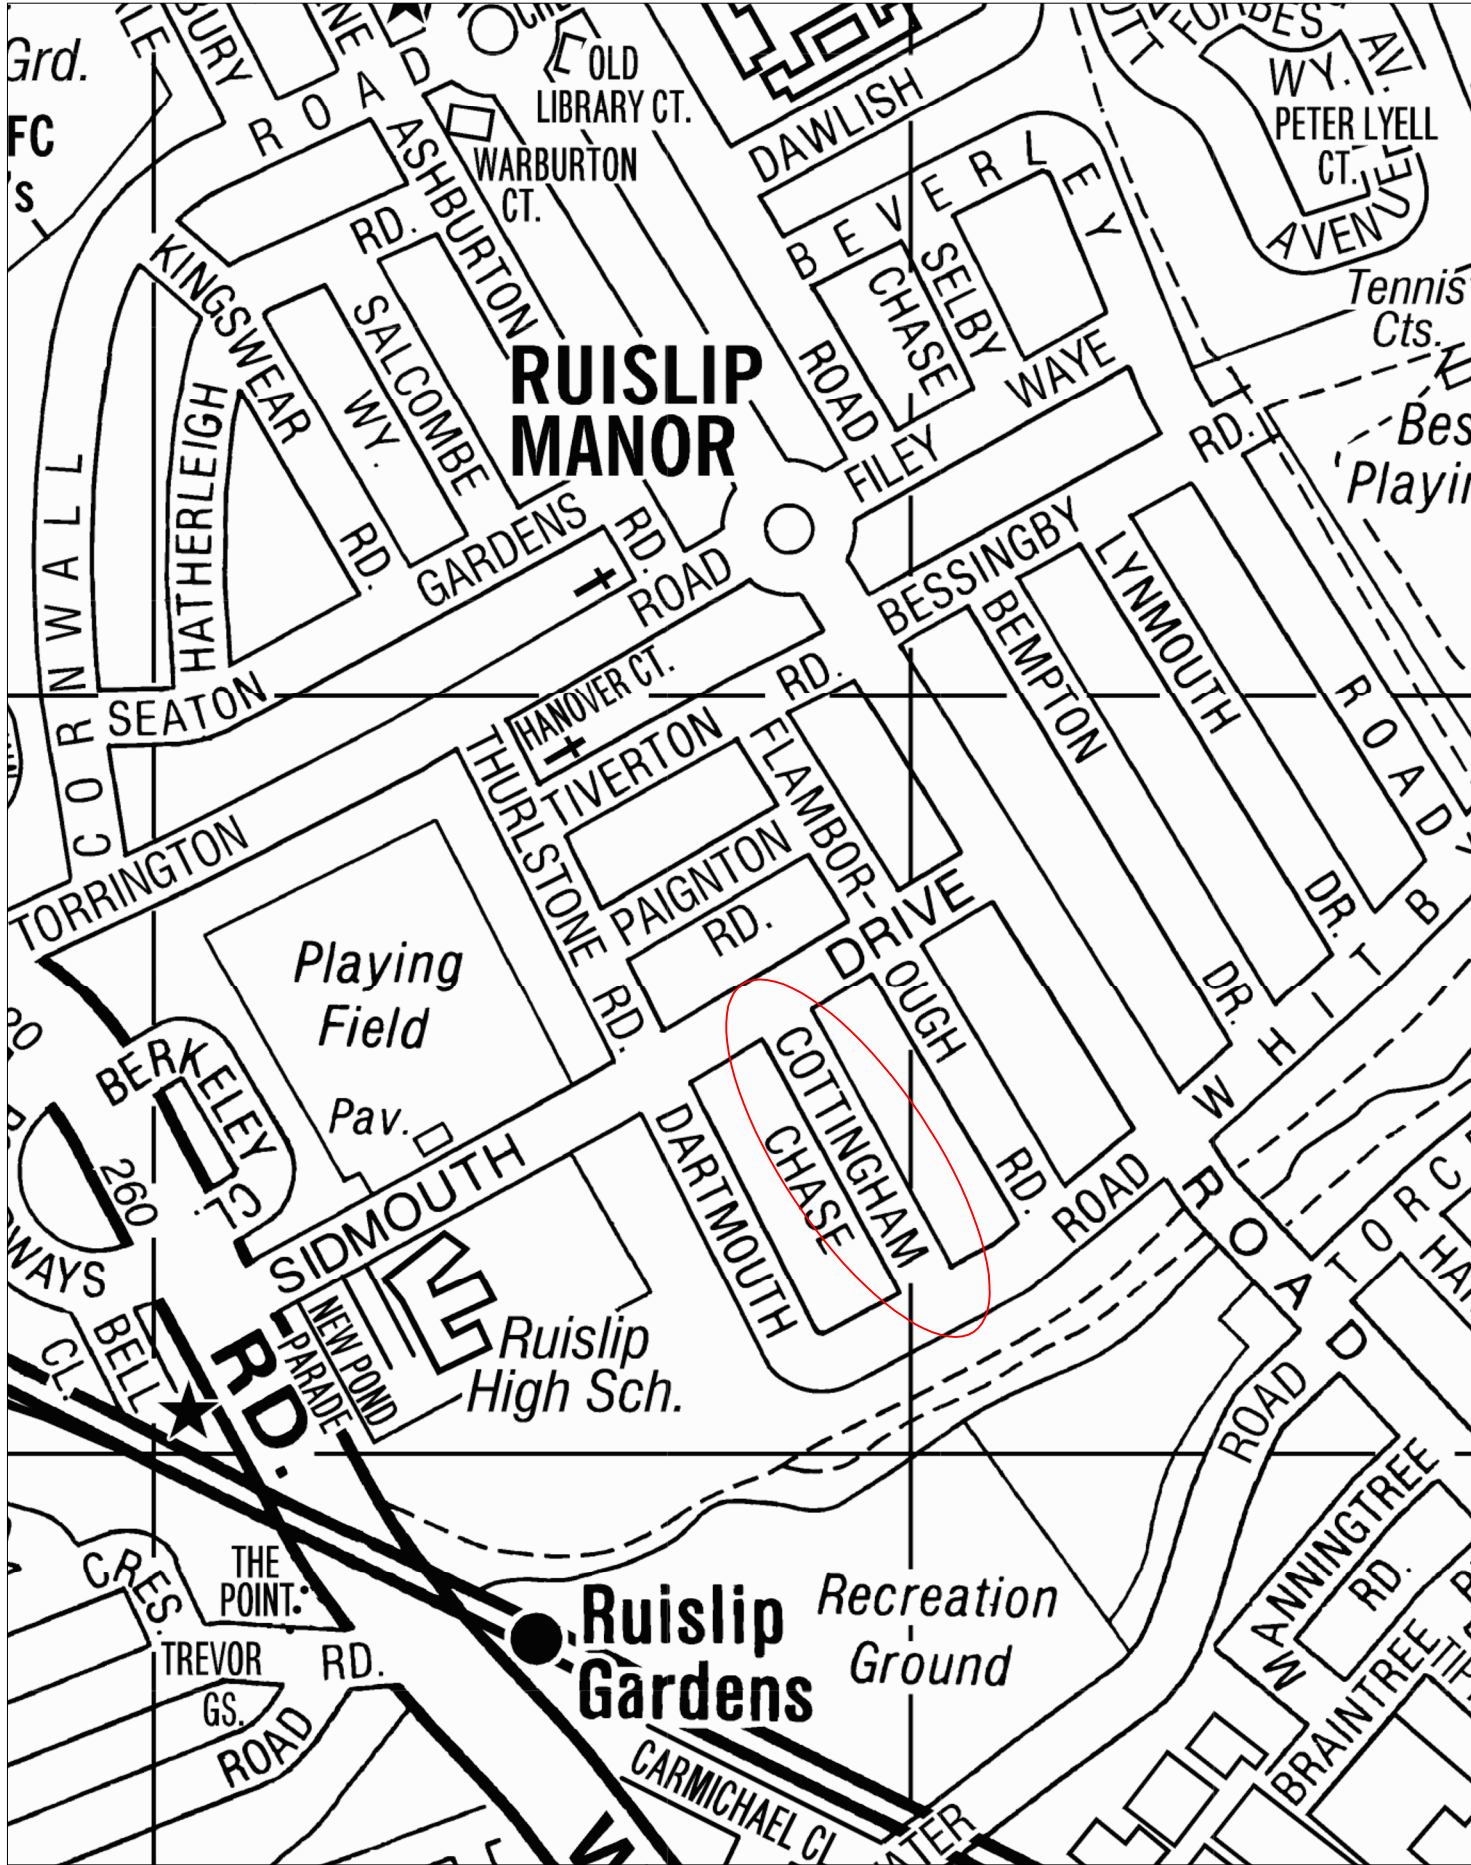 Grd.
FC
's
BURY
ROAD
OLD
LIBRARY CT.
WARBURTON
CT.
ASHBURTON
RD.
DAWLISH
ROAD
BEVERLEY
CHASE
SELBY
WAYE
FILEY
FORBES
WY.
AV.
PETER LYELL
CT.
AVENUE
Tennis
Cts.
KINGSWEAR
RD.
SALCOMBE
WY.
HATHERLEIGH
RUISLIP
MANOR
CORNWALL
SEATON
GARDENS
RD.
BESSINGBY
RD.
BEMPTON
DR.
LYNMOUTH
DR.
ROAD
TORRINGTON
ROAD
HANOVER CT.
TIVERTON
RD.
THURLSTONE
RD.
FLAMBOR-
OUGH
RD.
PAIGNTON
RD.
DRIVE
Playing
Field
Pav.
BERKELEY
CL.
260
SIDMOUTH
DARTMOUTH
ROAD
COTTINGHAM
CHASE
WHITBY
ROAD
NEW POND
PARADE
Ruislip
High Sch.
BELL
CL.
RD.
TORC
ROAD
MANNINGTREE
RD.
BRAINTREE
CRES.
THE
POINT
TREVOR
GS.
RD.
ROAD
Ruislip
Gardens
Recreation
Ground
CARMICHAEL CL